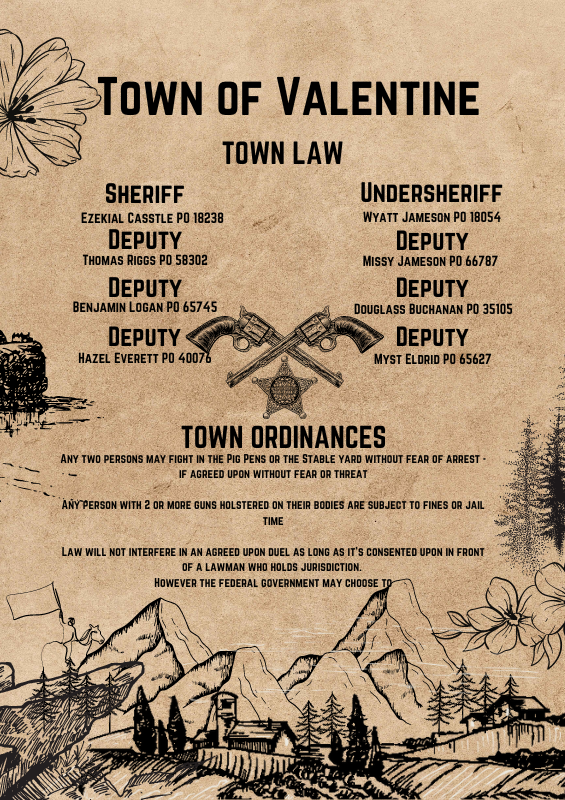 Town of Valentine
TOWN LAW
Sheriff
Ezekial Casstle PO 18238
Undersheriff
Wyatt Jameson PO 18054
Deputy
Thomas Riggs PO 58302
Deputy
Missy Jameson PO 66787
Deputy
Benjamin Logan PO 65745
Deputy
Douglass Buchanan PO 35105
Deputy
Hazel Everett PO 40076
Deputy
Myst Eldrid PO 65627
TOWN ORDINANCES
Any two persons may fight in the Pig Pens or the Stable yard without fear of arrest -
if agreed upon without fear or threat
Any Person with 2 or more guns holstered on their bodies are subject to fines or jail
time
Law will not interfere in an agreed upon duel as long as it's consented upon in front
of a lawman who holds jurisdiction.
However the federal government may choose to